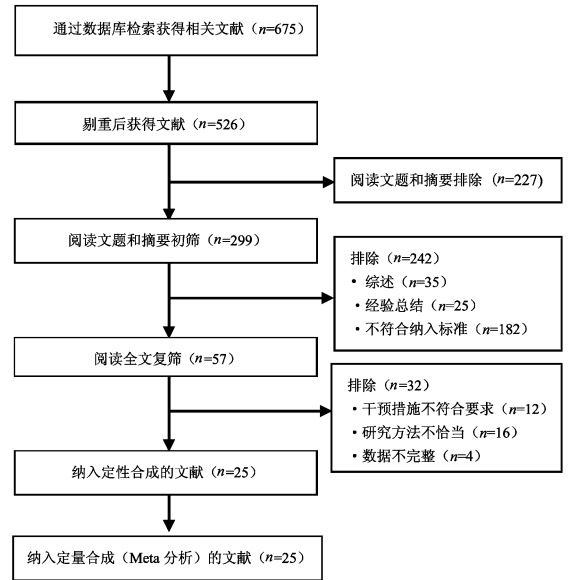 通过数据库检索获得相关文献（n=675）
剔重后获得文献（n=526）
阅读文题和摘要排除（n=227)
阅读文题和摘要初筛（n=299）
排除（n=242）
• 综述（n=35）
• 经验总结（n=25）
• 不符合纳入标准（n=182）
阅读全文复筛（n=57）
排除（n=32）
• 干预措施不符合要求（n=12）
• 研究方法不恰当（n=16）
• 数据不完整（n=4）
纳入定性合成的文献（n=25）
纳入定量合成（Meta 分析）的文献（n=25）